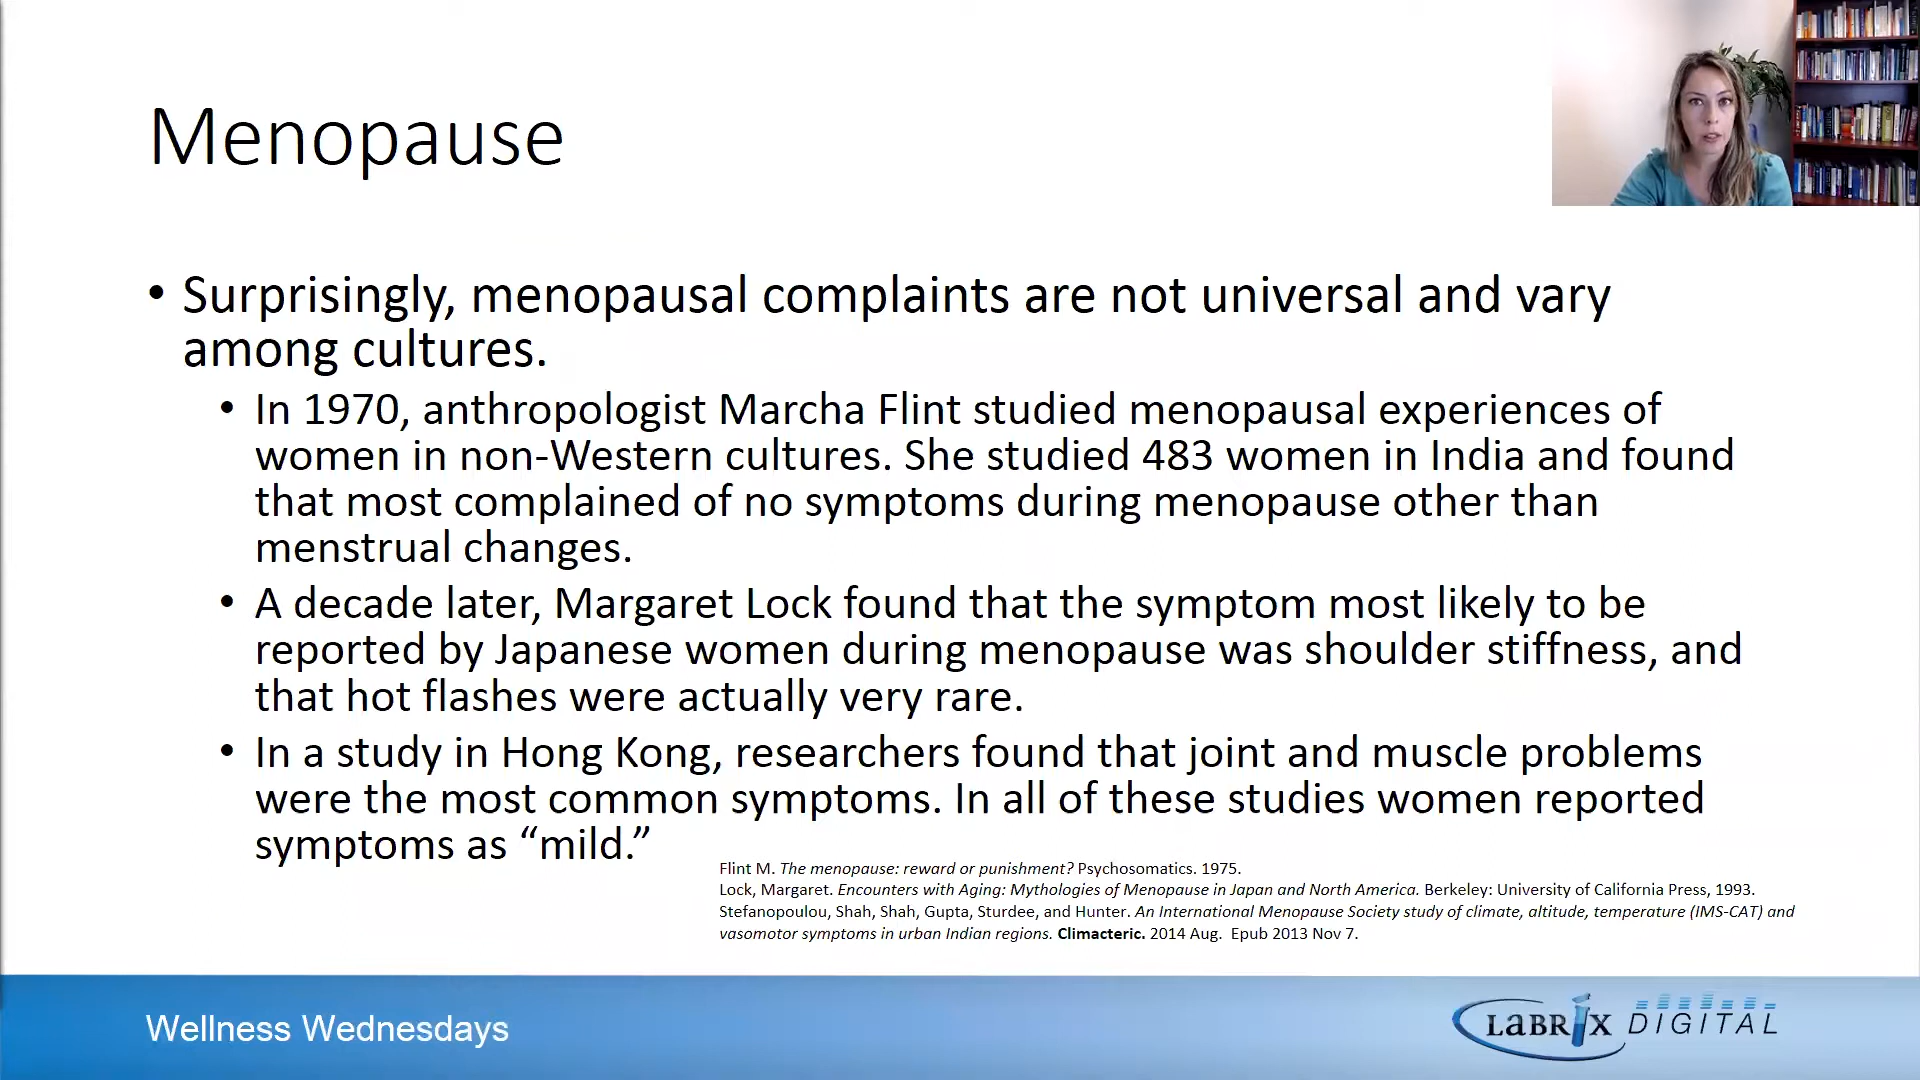 Menopause
• Surprisingly, menopausal complaints are not universal and vary
among cultures.
• In 1970, anthropologist Marcha Flint studied menopausal experiences of
women in non-Western cultures. She studied 483 women in India and found
that most complained of no symptoms during menopause other than
menstrual changes.
• A decade later, Margaret Lock found that the symptom most likely to be
reported by Japanese women during menopause was shoulder stiffness, and
that hot flashes were actually very rare.
• In a study in Hong Kong, researchers found that joint and muscle problems
were the most common symptoms. In all of these studies women reported
symptoms as “mild.”
Flint M. The menopause: reward or punishment? Psychosomatics. 1975.
Lock, Margaret. Encounters with Aging: Mythologies of Menopause in Japan and North America. Berkeley: University of California Press, 1993.
Stefanopoulou, Shah, Shah, Gupta, Sturdee, and Hunter. An International Menopause Society study of climate, altitude, temperature (IMS-CAT) and
vasomotor symptoms in urban Indian regions. Climacteric. 2014 Aug. Epub 2013 Nov 7.
Wellness Wednesdays
LABRIX DIGITAL